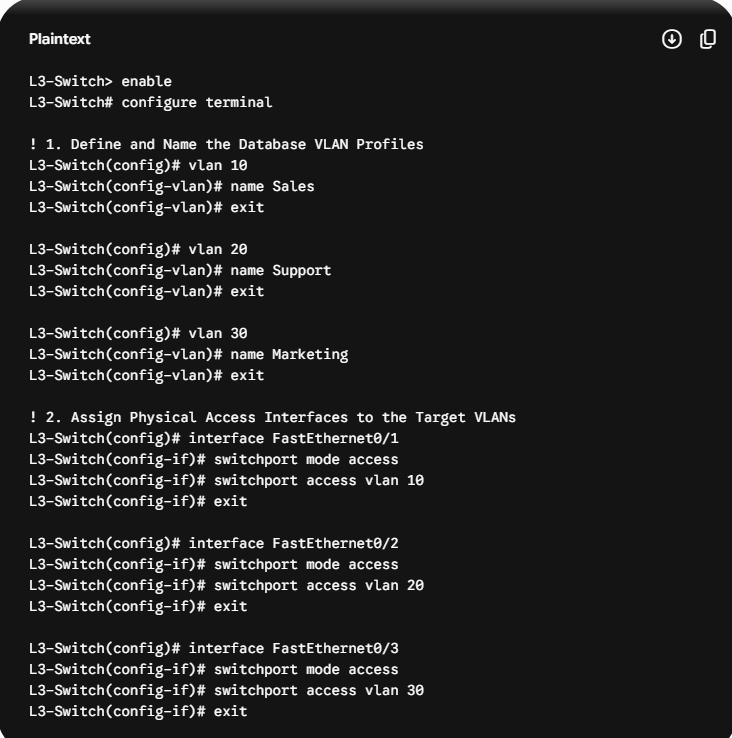 Plaintext
L3-Switch> enable
L3-Switch# configure terminal
! 1. Define and Name the Database VLAN Profiles
L3-Switch(config)# vlan 10
L3-Switch(config-vlan)# name Sales
L3-Switch(config-vlan)# exit
L3-Switch(config)# vlan 20
L3-Switch(config-vlan)# name Support
L3-Switch(config-vlan)# exit
L3-Switch(config)# vlan 30
L3-Switch(config-vlan)# name Marketing
L3-Switch(config-vlan)# exit
! 2. Assign Physical Access Interfaces to the Target VLANs
L3-Switch(config)# interface FastEthernet0/1
L3-Switch(config-if)# switchport mode access
L3-Switch(config-if)# switchport access vlan 10
L3-Switch(config-if)# exit
L3-Switch(config)# interface FastEthernet0/2
L3-Switch(config-if)# switchport mode access
L3-Switch(config-if)# switchport access vlan 20
L3-Switch(config-if)# exit
L3-Switch(config)# interface FastEthernet0/3
L3-Switch(config-if)# switchport mode access
L3-Switch(config-if)# switchport access vlan 30
L3-Switch(config-if)# exit